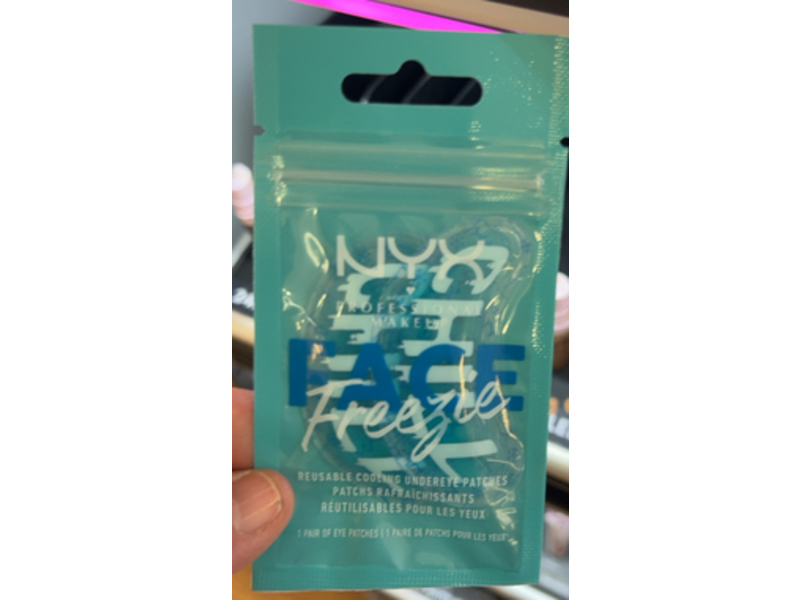 NYX
PROFESSIONAL
MAKEUP
FACE
Freezie
REUSABLE COOLING UNDEREYE PATCHES
PATCHS RAFRAÎCHISSANTS
RÉUTILISABLES POUR LES YEUX
1 PAIR OF EYE PATCHES | 1 PAIRE DE PATCHS POUR LES YEUX